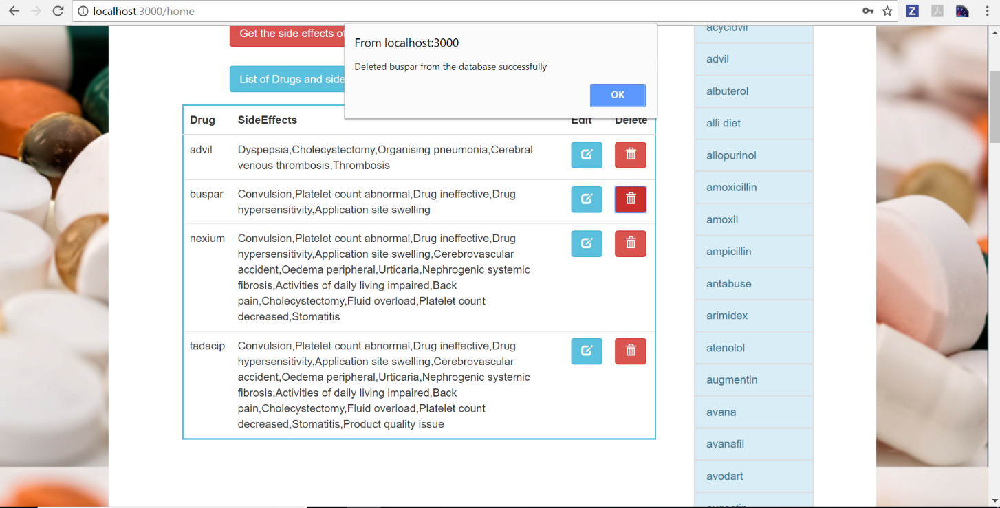 localhost:3000/home
Z
Get the side effects o
From localhost:3000
Deleted buspar from the database successfully
OK
List of Drugs and side
Drug SideEffects Edit Delete
advil Dyspepsia,Cholecystectomy,Organising pneumonia,Cerebral
venous thrombosis,Thrombosis
buspar Convulsion,Platelet count abnormal,Drug ineffective,Drug
hypersensitivity,Application site swelling
nexium Convulsion,Platelet count abnormal,Drug ineffective,Drug
hypersensitivity,Application site swelling,Cerebrovascular
accident,Oedema peripheral,Urticaria,Nephrogenic systemic
fibrosis,Activities of daily living impaired,Back
pain,Cholecystectomy,Fluid overload,Platelet count
decreased,Stomatitis
tadacip Convulsion,Platelet count abnormal,Drug ineffective,Drug
hypersensitivity,Application site swelling,Cerebrovascular
accident,Oedema peripheral,Urticaria,Nephrogenic systemic
fibrosis,Activities of daily living impaired,Back
pain,Cholecystectomy,Fluid overload,Platelet count
decreased,Stomatitis,Product quality issue
acyclovir
advil
albuterol
alli diet
allopurinol
amoxicillin
amoxil
ampicillin
antabuse
arimidex
atenolol
augmentin
avana
avanafil
avodart